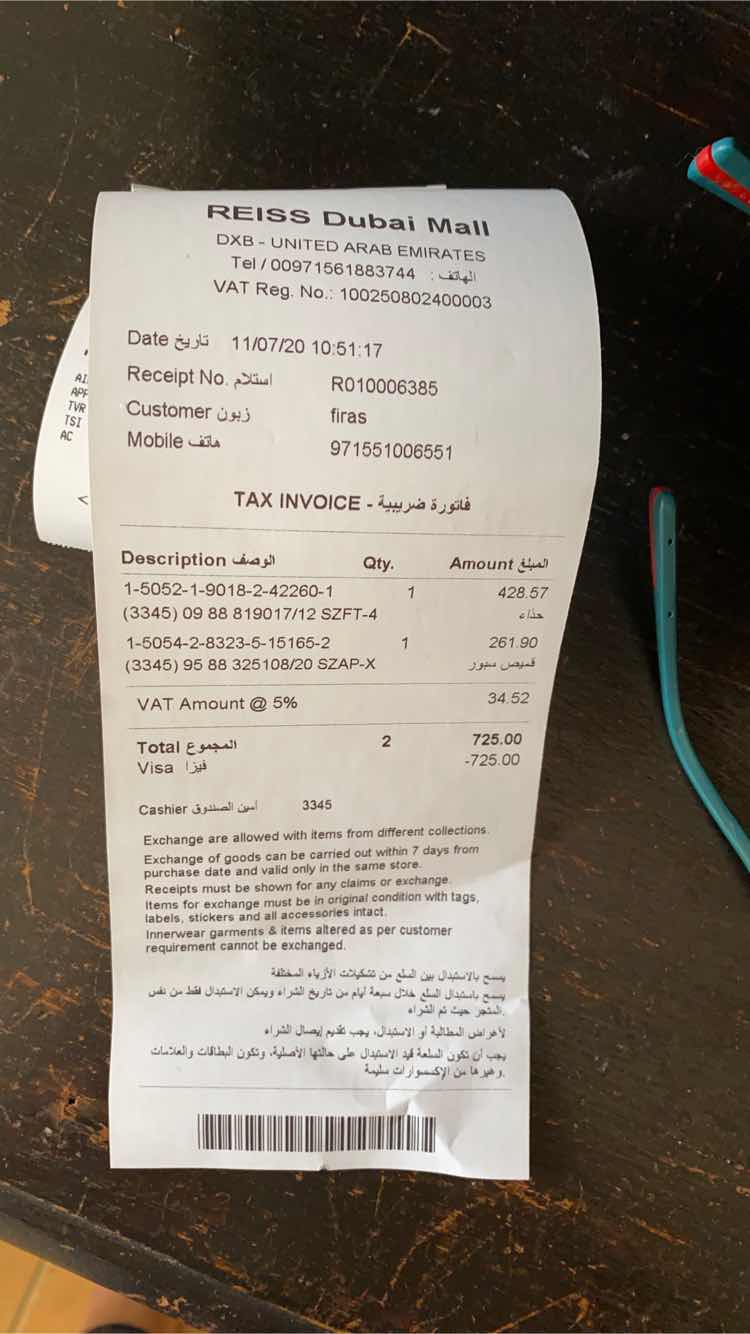 REISS Dubai Mall
DXB - UNITED ARAB EMIRATES
Tel / 00971561883744 : الهاتف
VAT Reg. No.: 100250802400003
Date تاريخ 11/07/20 10:51:17
Receipt No. استلام R010006385
Customer زبون firas
Mobile هاتف 971551006551
TAX INVOICE - فاتورة ضريبية
Description الوصف Qty. Amount المبلغ
1-5052-1-9018-2-42260-1 1 428.57
(3345) 09 88 819017/12 SZFT-4 حذاء
1-5054-2-8323-5-15165-2 1 261.90
(3345) 95 88 325108/20 SZAP-X قميص سبور
VAT Amount @ 5% 34.52
Total المجموع 2 725.00
Visa فيزا -725.00
Cashier أمين الصندوق 3345
Exchange are allowed with items from different collections.
Exchange of goods can be carried out within 7 days from
purchase date and valid only in the same store.
Receipts must be shown for any claims or exchange.
Items for exchange must be in original condition with tags,
labels, stickers and all accessories intact.
Innerwear garments & items altered as per customer
requirement cannot be exchanged.
يسمح بالاستبدال بين السلع من تشكيلات الأزياء المختلفة
يسمح باستبدال السلع خلال سبعة أيام من تاريخ الشراء ويمكن الاستبدال فقط من نفس
المتجر حيث تم الشراء.
لأغراض المطالبة أو الاستبدال، يجب تقديم إيصال الشراء
يجب أن تكون السلعة قيد الاستبدال على حالتها الأصلية، وتكون البطاقات والعلامات
وغيرها من الإكسسوارات سليمة.
AI
APP
TVR
TSI
AC
<